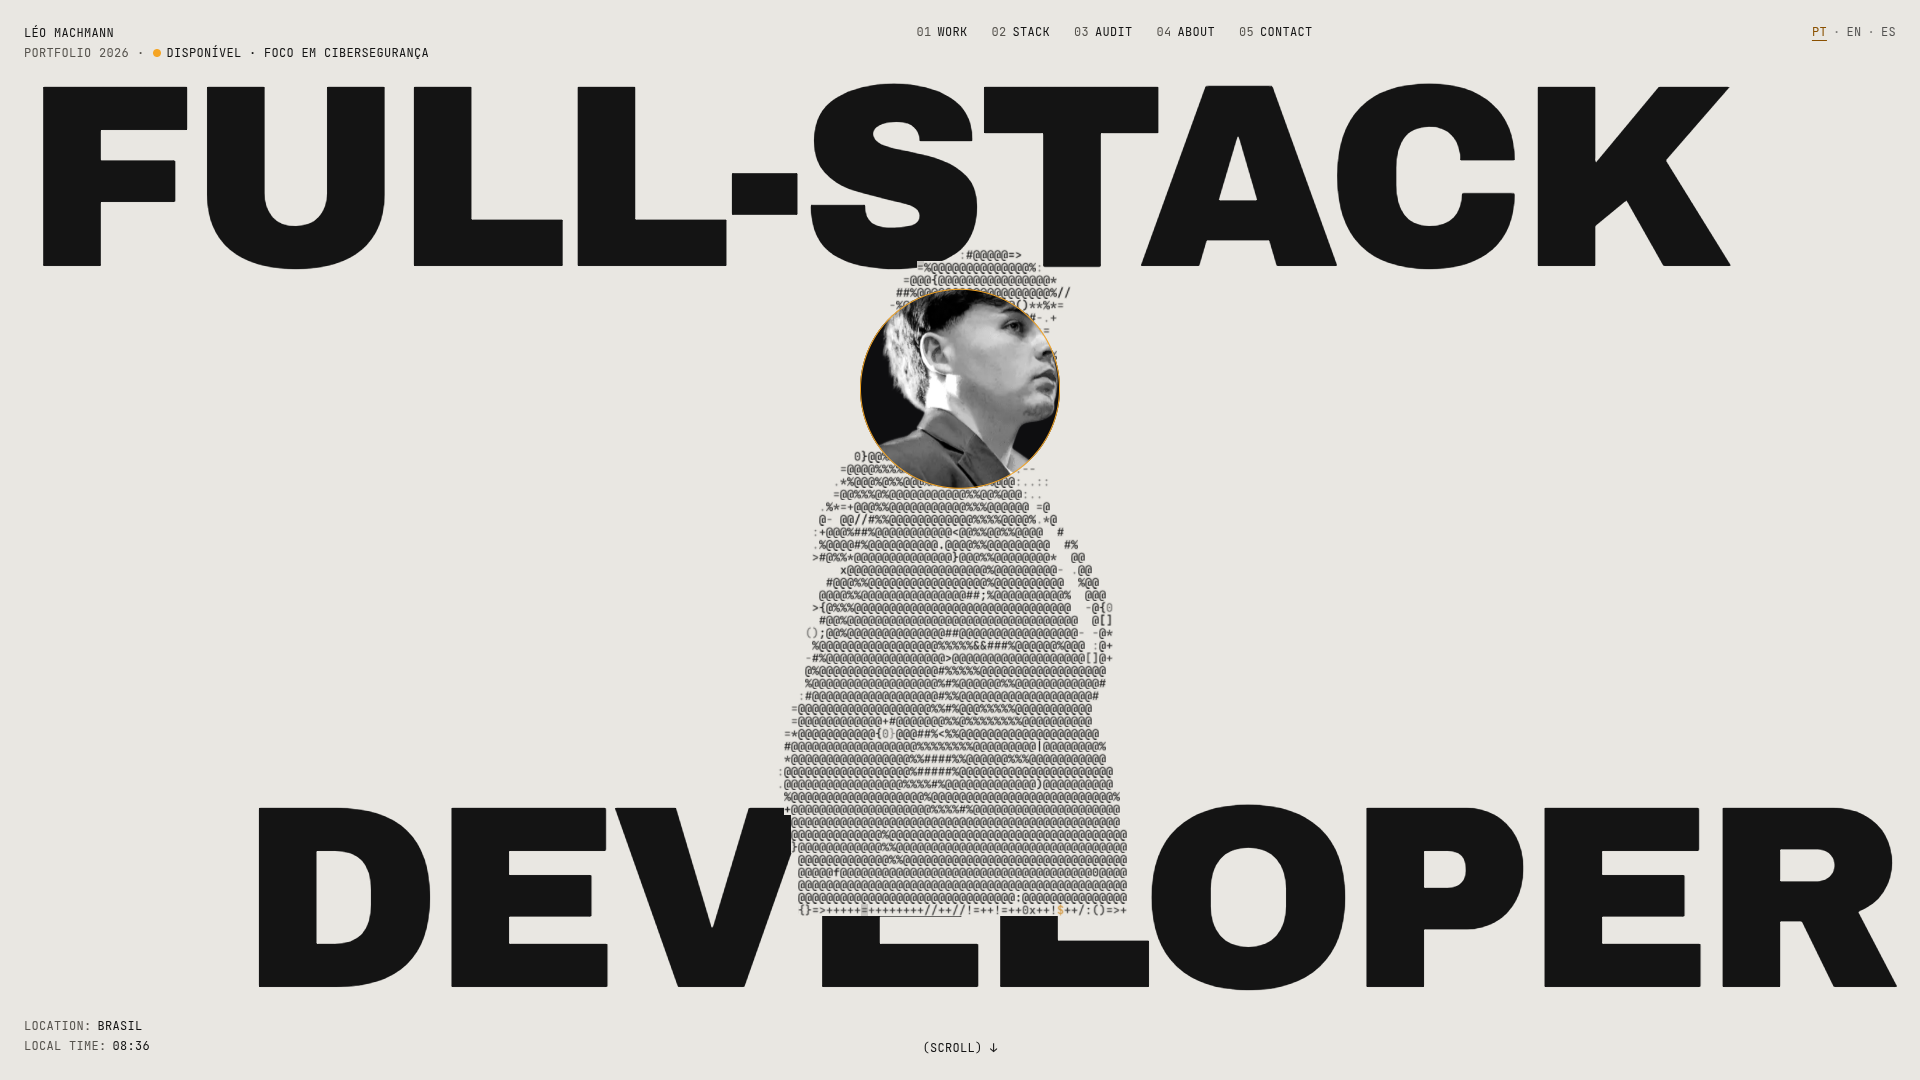 LÉO MACHMANN
PORTFOLIO 2026 · DISPONÍVEL · FOCO EM CIBERSEGURANÇA
01 WORK 02 STACK 03 AUDIT 04 ABOUT 05 CONTACT
PT · EN · ES
FULL-STACK
DEVELOPER
LOCATION: BRASIL
LOCAL TIME: 08:36
(SCROLL) ↓